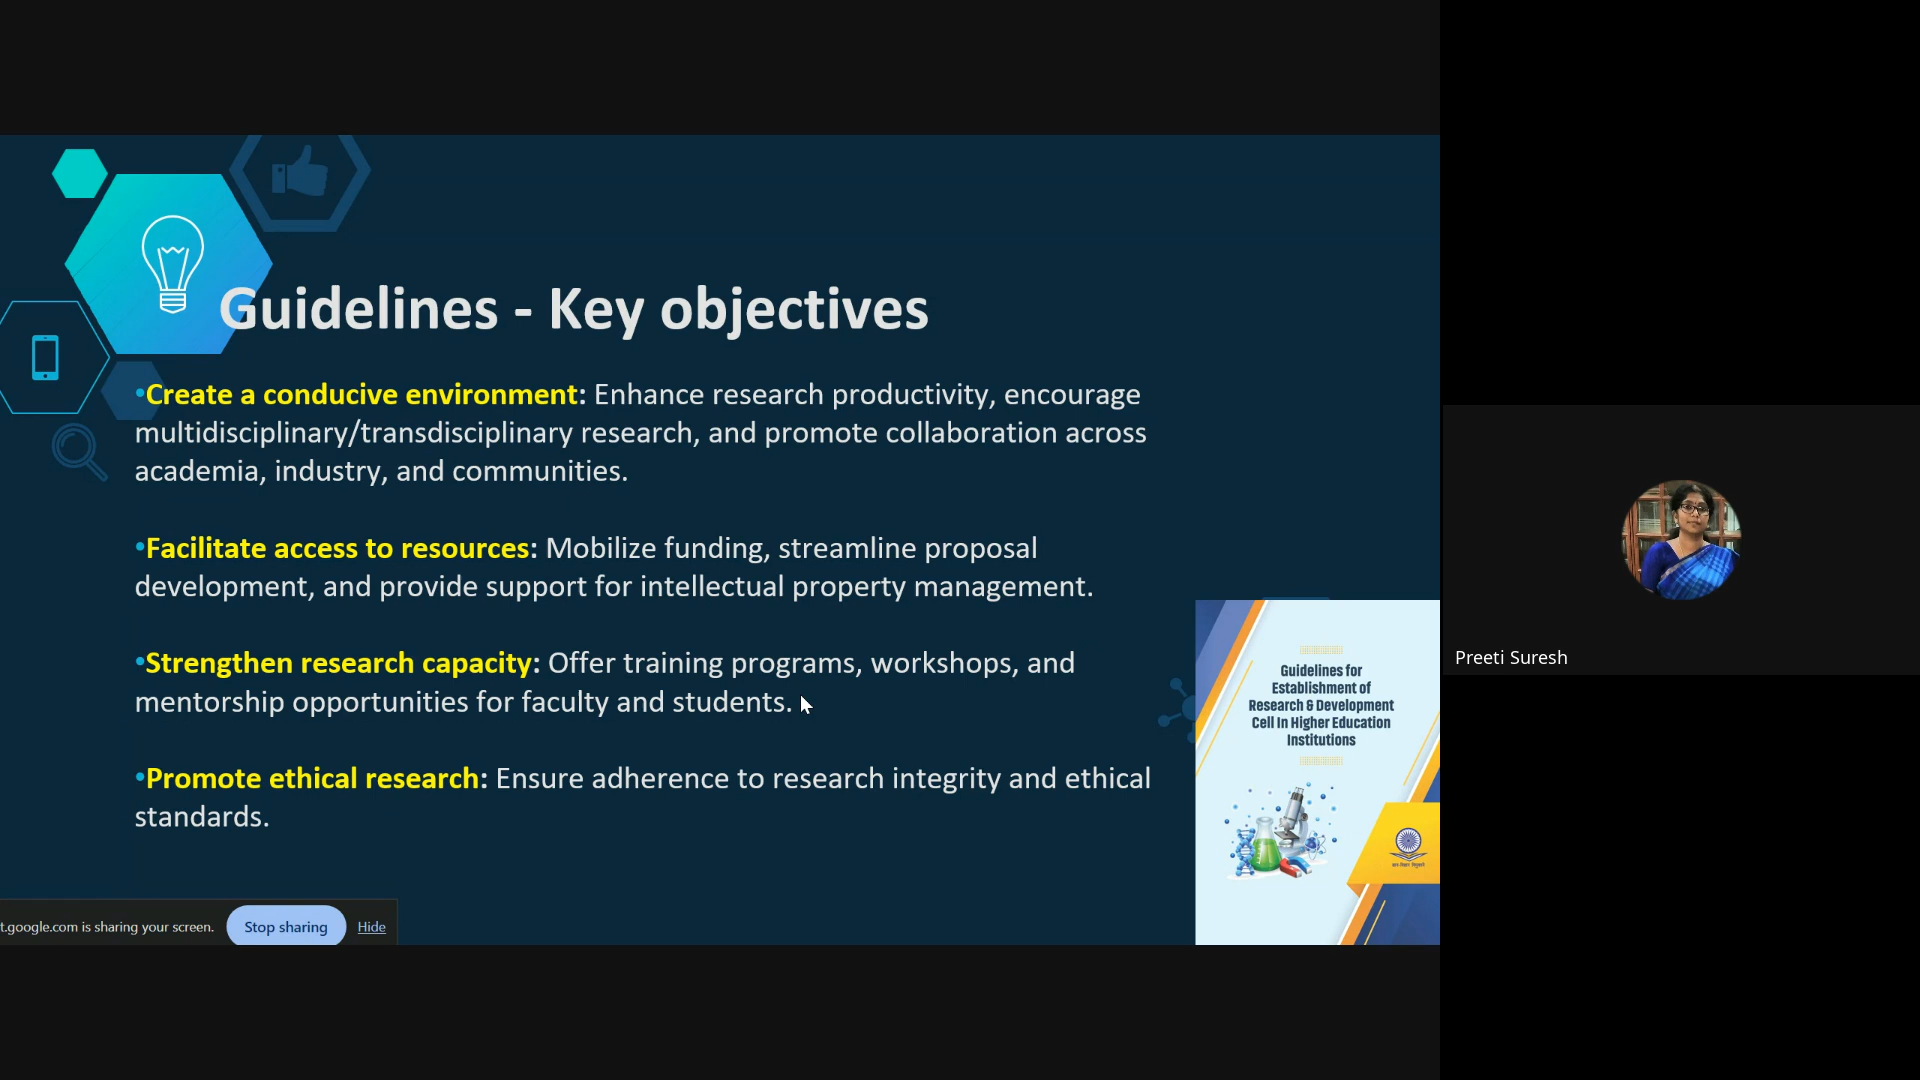 Guidelines - Key objectives
•Create a conducive environment: Enhance research productivity, encourage
multidisciplinary/transdisciplinary research, and promote collaboration across
academia, industry, and communities.
•Facilitate access to resources: Mobilize funding, streamline proposal
development, and provide support for intellectual property management.
•Strengthen research capacity: Offer training programs, workshops, and
mentorship opportunities for faculty and students.
•Promote ethical research: Ensure adherence to research integrity and ethical
standards.
Guidelines for
Establishment of
Research & Development
Cell In Higher Education
Institutions
t.google.com is sharing your screen.
Stop sharing
Hide
Preeti Suresh